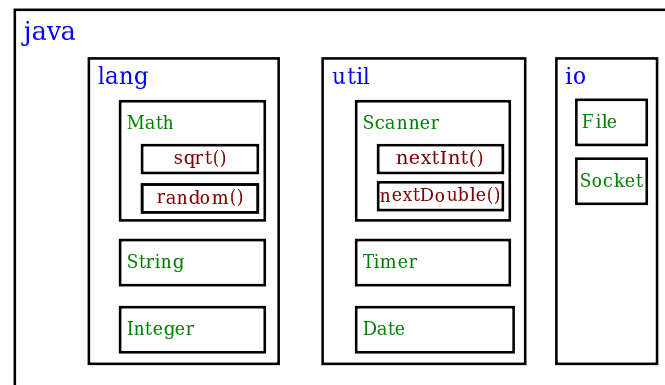 java
lang
Math
sqrt()
random()
String
Integer
util
Scanner
nextInt()
nextDouble()
Timer
Date
io
File
Socket